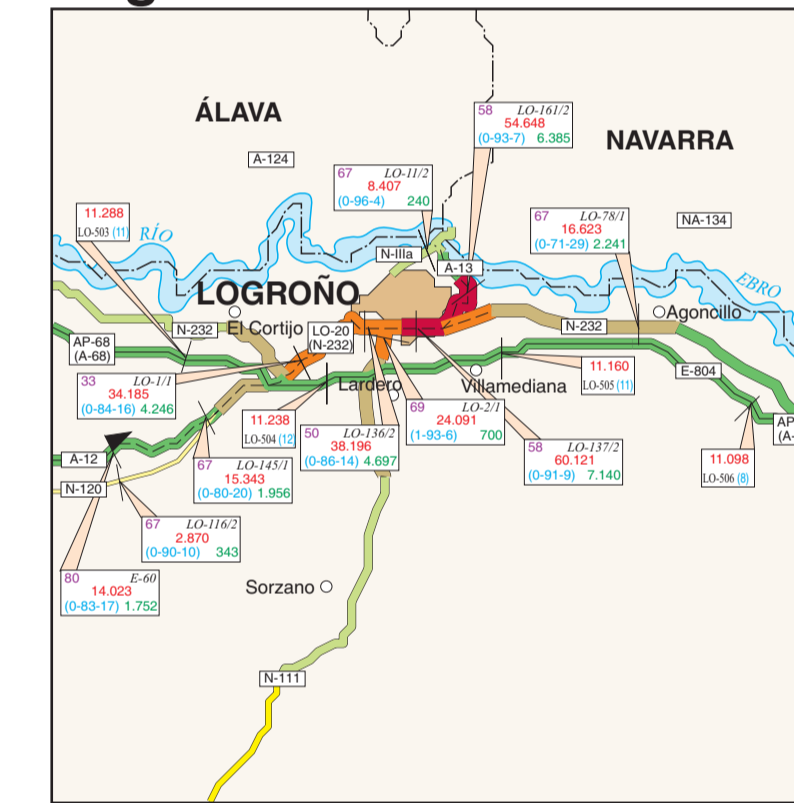 ÁLAVA
NAVARRA
A-124
58 LO-161/2
54.648
(0-93-7) 6.385
67 LO-11/2
8.407
(0-96-4) 240
67 LO-78/1
16.623
(0-71-29) 2.241
NA-134
11.288
LO-503 (11)
RÍO
EBRO
N-IIIa
A-13
LOGROÑO
El Cortijo
Agoncillo
N-232
LO-20
(N-232)
N-232
AP-68
(A-68)
E-804
33 LO-1/1
34.185
(0-84-16) 4.246
Lardero
Villamediana
11.160
LO-505 (11)
11.238
LO-504 (12)
50 LO-136/2
38.196
(0-86-14) 4.697
69 LO-2/1
24.091
(1-93-6) 700
58 LO-137/2
60.121
(0-91-9) 7.140
11.098
LO-506 (8)
AP
(A-
A-12
N-120
67 LO-145/1
15.343
(0-80-20) 1.956
67 LO-116/2
2.870
(0-90-10) 343
80 E-60
14.023
(0-83-17) 1.752
Sorzano
N-111